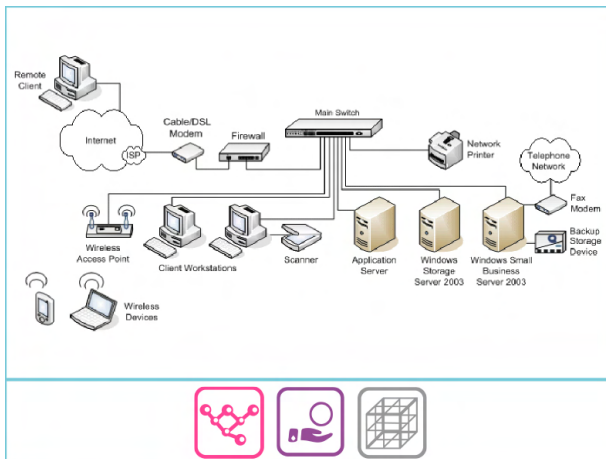 Remote
Client
Internet
ISP
Cable/DSL
Modem
Firewall
Main Switch
Network
Printer
Telephone
Network
Fax
Modem
Backup
Storage
Device
Wireless
Access Point
Client Workstations
Scanner
Application
Server
Windows
Storage
Server 2003
Windows Small
Business
Server 2003
Wireless
Devices